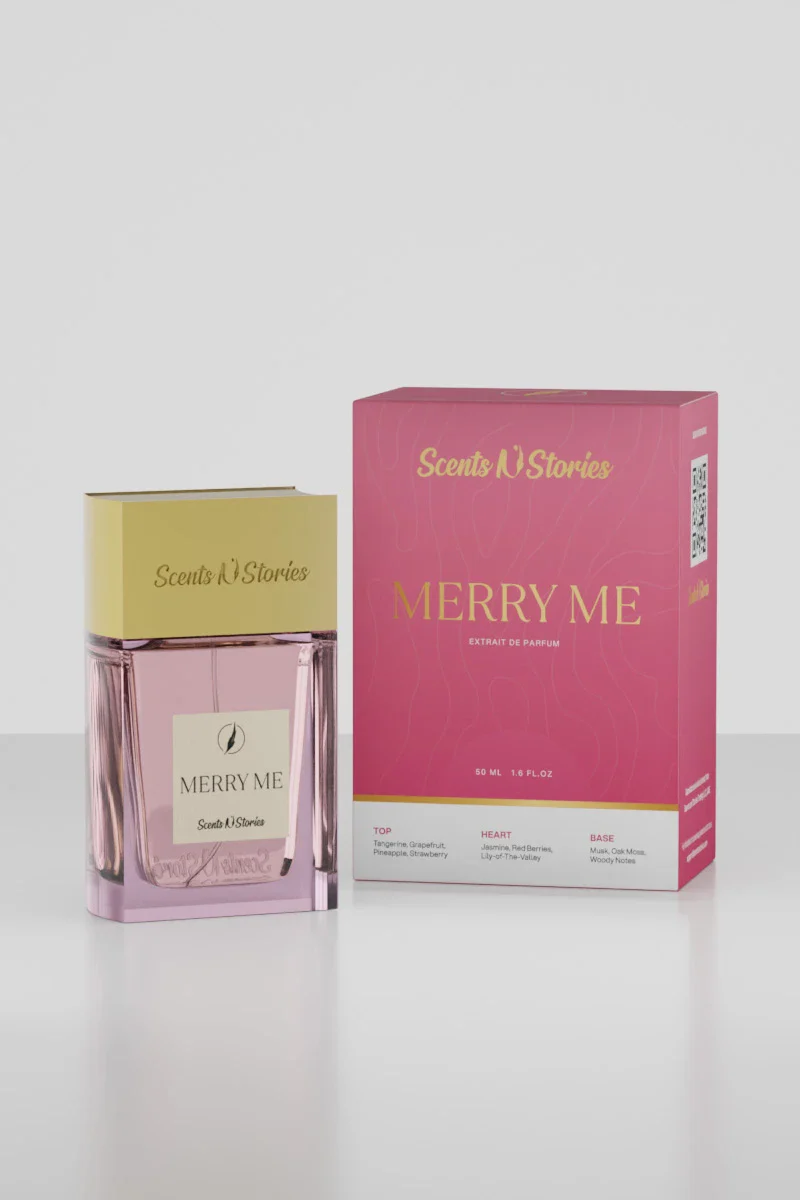 Scents N Stories
MERRY ME
EXTRAIT DE PARFUM
50 ML 1.6 FL.OZ
TOP
Tangerine, Grapefruit,
Pineapple, Strawberry
HEART
Jasmine, Red Berries,
Lily-of-The-Valley
BASE
Musk, Oak Moss,
Woody Notes
Scents N Stories
Scents N Stories
MERRY ME
Scents N Stories